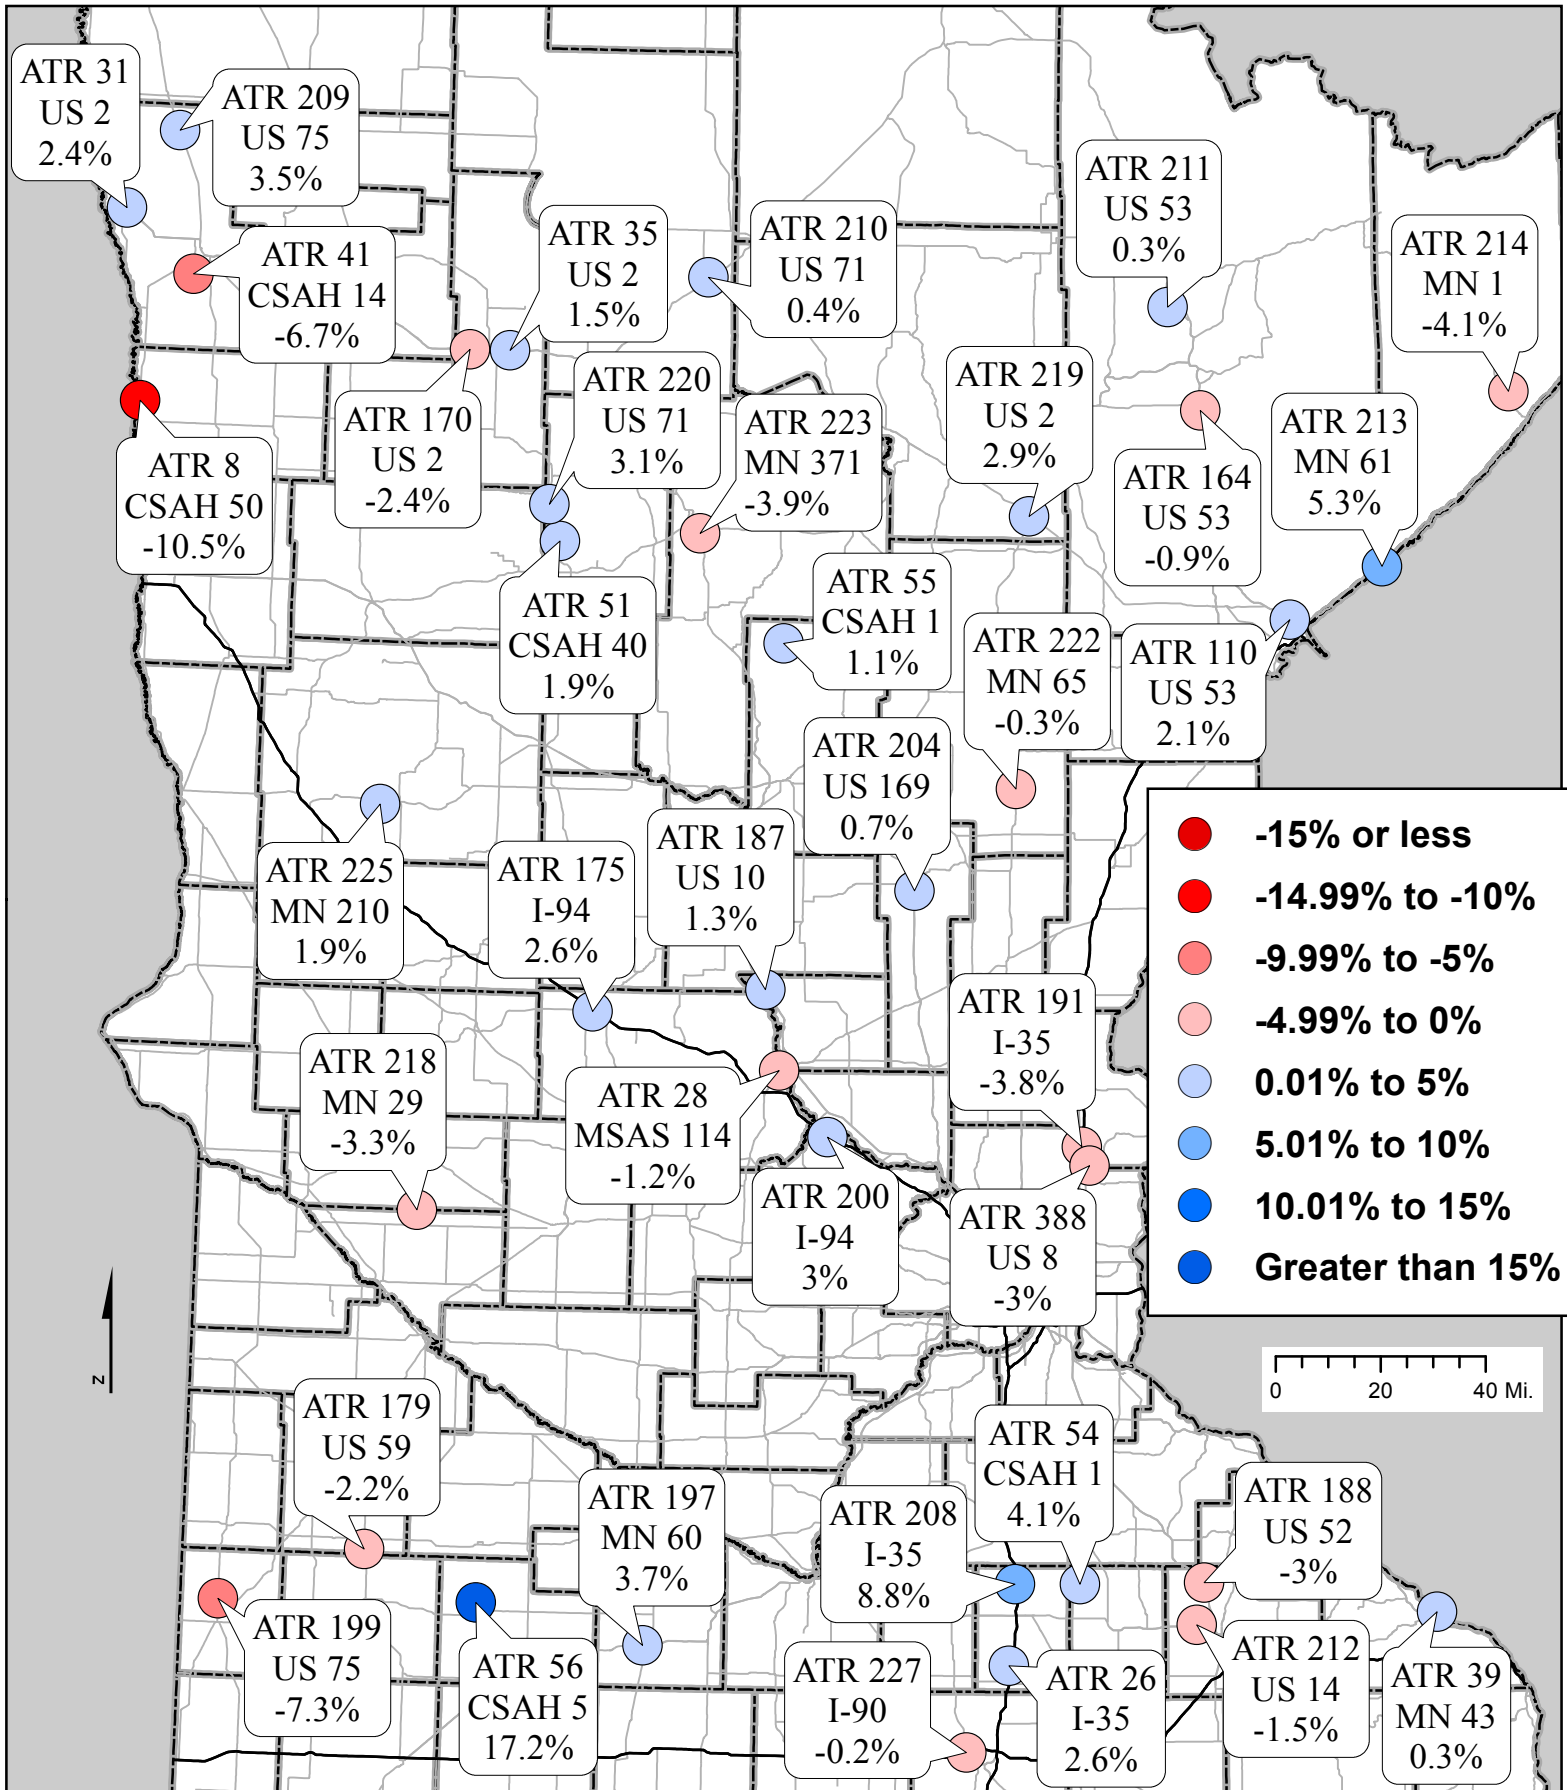 ATR 31
US 2
2.4%
ATR 209
US 75
3.5%
ATR 41
CSAH 14
-6.7%
ATR 35
US 2
1.5%
ATR 210
US 71
0.4%
ATR 211
US 53
0.3%
ATR 214
MN 1
-4.1%
ATR 8
CSAH 50
-10.5%
ATR 170
US 2
-2.4%
ATR 220
US 71
3.1%
ATR 223
MN 371
-3.9%
ATR 219
US 2
2.9%
ATR 164
US 53
-0.9%
ATR 213
MN 61
5.3%
ATR 51
CSAH 40
1.9%
ATR 55
CSAH 1
1.1%
ATR 222
MN 65
-0.3%
ATR 110
US 53
2.1%
ATR 204
US 169
0.7%
ATR 225
MN 210
1.9%
ATR 175
I-94
2.6%
ATR 187
US 10
1.3%
ATR 191
I-35
-3.8%
ATR 218
MN 29
-3.3%
ATR 28
MSAS 114
-1.2%
ATR 200
I-94
3%
ATR 388
US 8
-3%
-15% or less
-14.99% to -10%
-9.99% to -5%
-4.99% to 0%
0.01% to 5%
5.01% to 10%
10.01% to 15%
Greater than 15%
N
0 20 40 Mi.
ATR 179
US 59
-2.2%
ATR 197
MN 60
3.7%
ATR 208
I-35
8.8%
ATR 54
CSAH 1
4.1%
ATR 188
US 52
-3%
ATR 199
US 75
-7.3%
ATR 56
CSAH 5
17.2%
ATR 227
I-90
-0.2%
ATR 26
I-35
2.6%
ATR 212
US 14
-1.5%
ATR 39
MN 43
0.3%